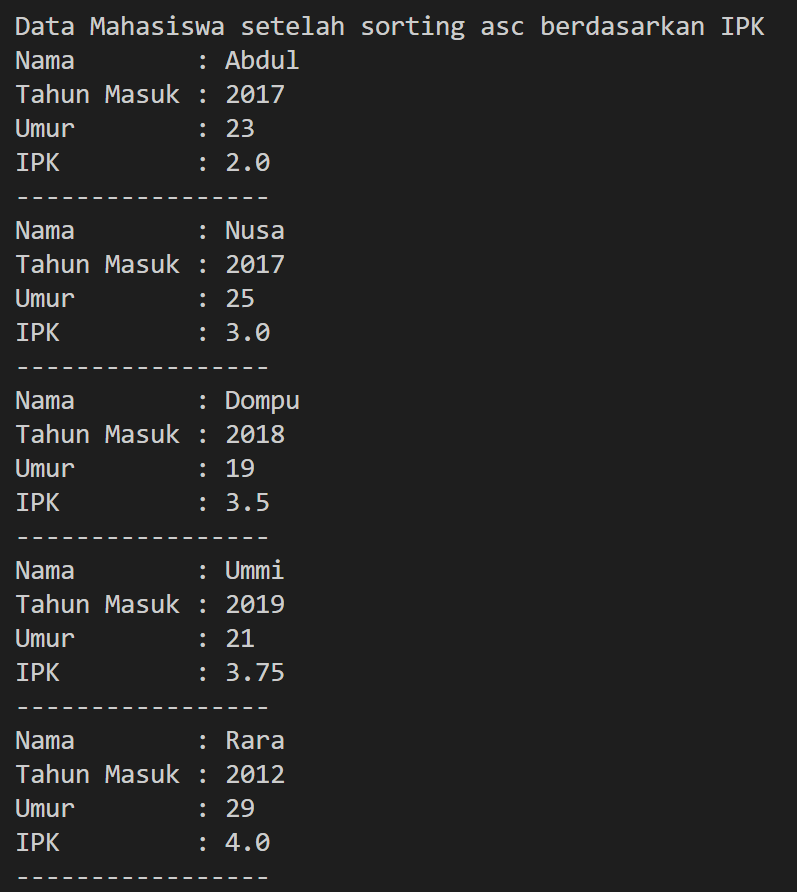 Data Mahasiswa setelah sorting asc berdasarkan IPK
Nama        : Abdul
Tahun Masuk : 2017
Umur        : 23
IPK         : 2.0
-----------------
Nama        : Nusa
Tahun Masuk : 2017
Umur        : 25
IPK         : 3.0
-----------------
Nama        : Dompu
Tahun Masuk : 2018
Umur        : 19
IPK         : 3.5
-----------------
Nama        : Ummi
Tahun Masuk : 2019
Umur        : 21
IPK         : 3.75
-----------------
Nama        : Rara
Tahun Masuk : 2012
Umur        : 29
IPK         : 4.0
-----------------